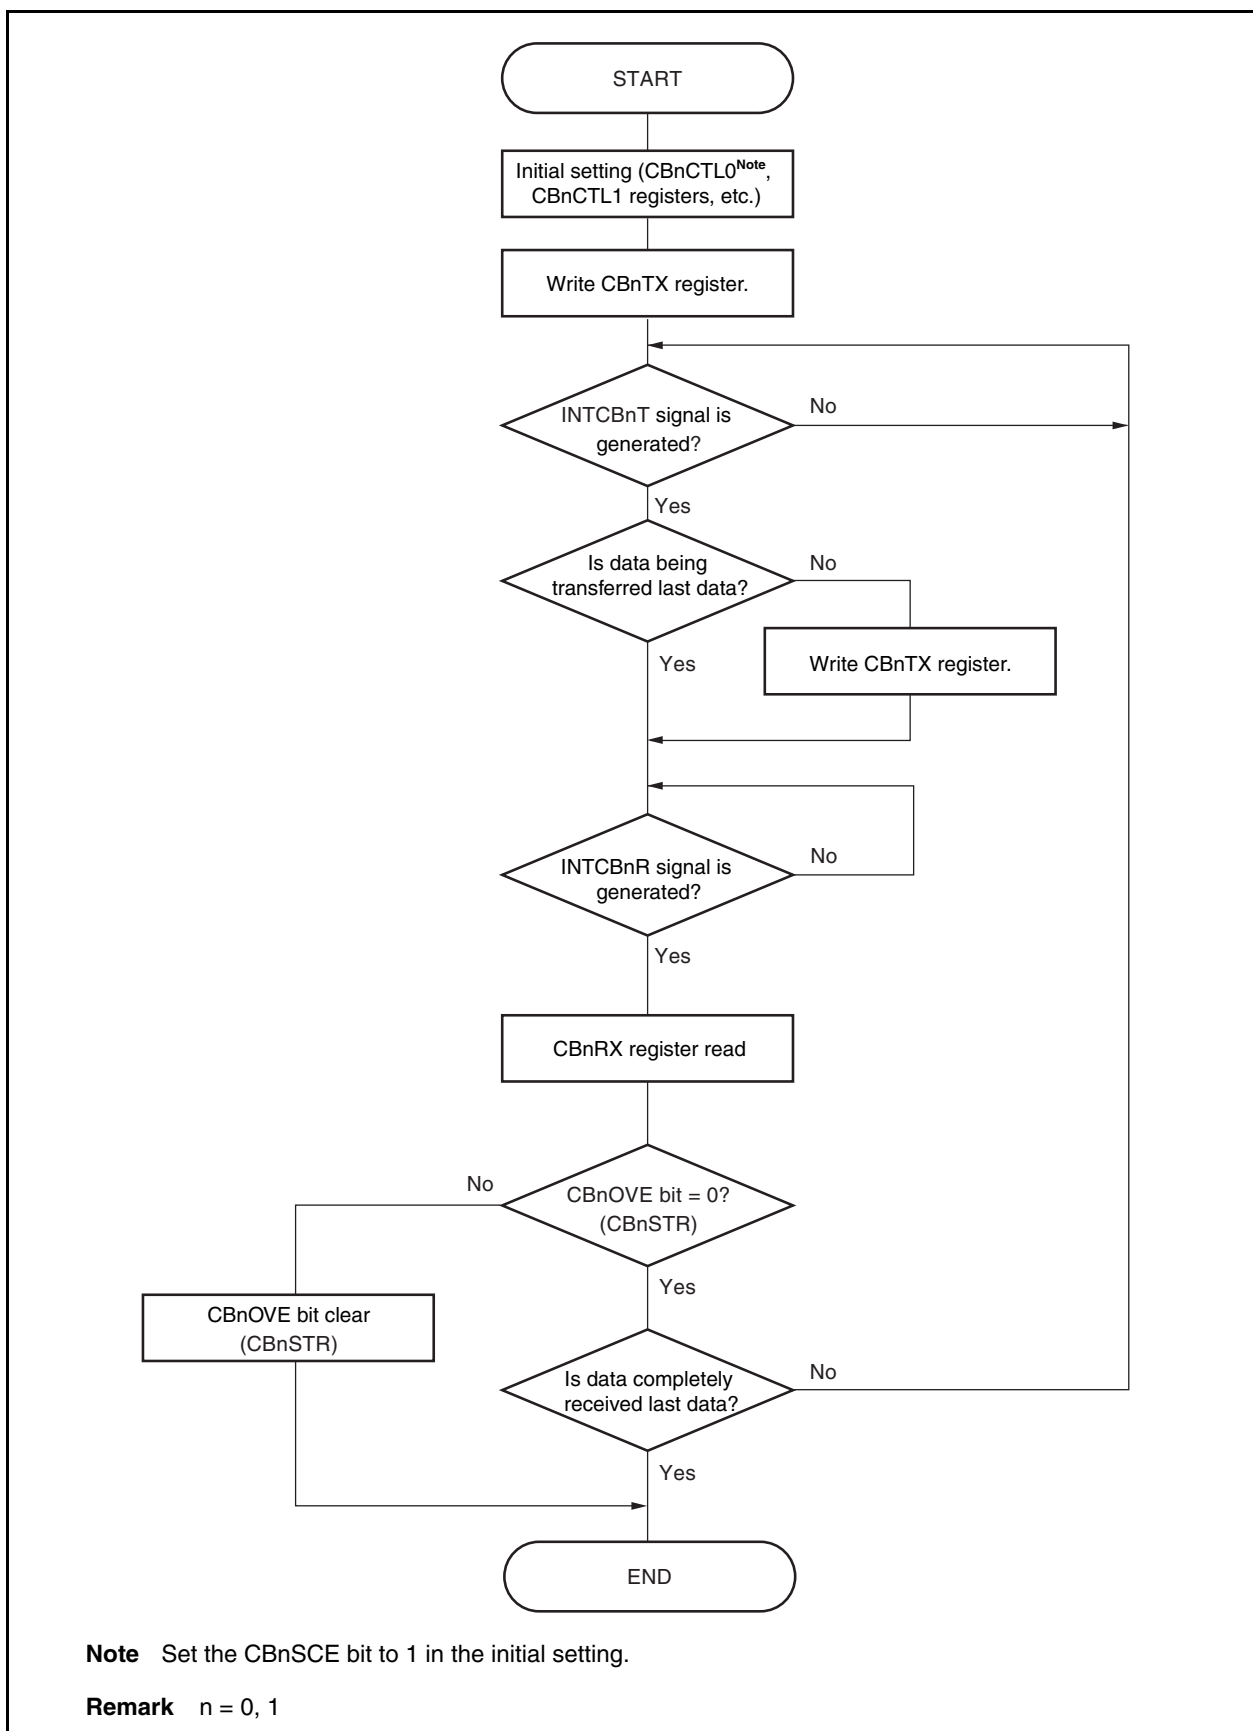 START
Initial setting (CBnCTL0Note,
CBnCTL1 registers, etc.)
Write CBnTX register.
INTCBnT signal is
generated?
No
Yes
Is data being
transferred last data?
No
Write CBnTX register.
Yes
INTCBnR signal is
generated?
No
Yes
CBnRX register read
CBnOVE bit = 0?
(CBnSTR)
No
Yes
CBnOVE bit clear
(CBnSTR)
Is data completely
received last data?
No
Yes
END
Note Set the CBnSCE bit to 1 in the initial setting.
Remark n = 0, 1